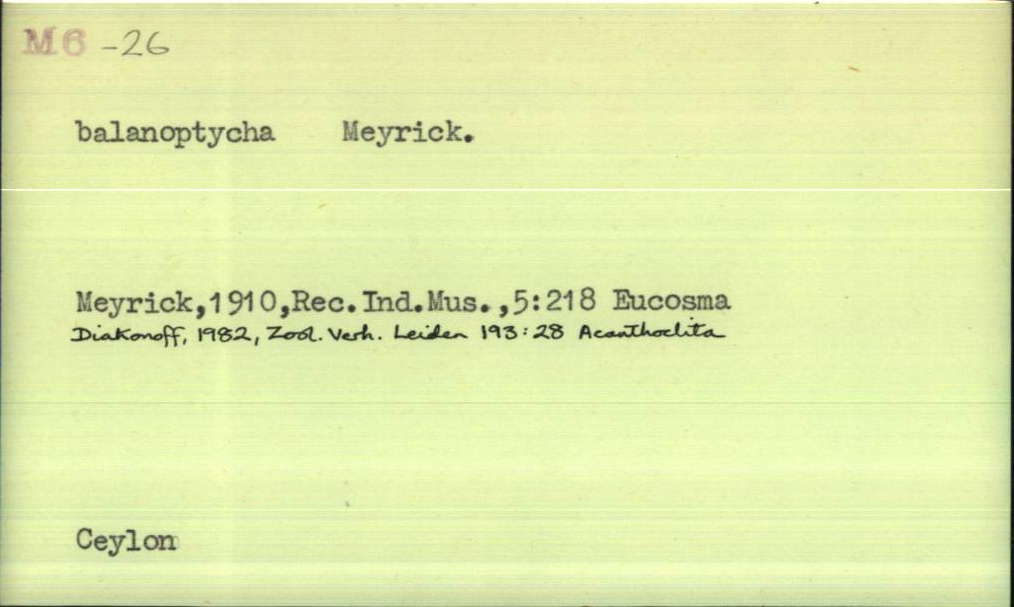 M6 -26
balanoptycha Meyrick.
Meyrick,1910,Rec.Ind.Mus.,5:218 Eucosma
Diakonoff, 1982, Zool. Verh. Leiden 193:28 Acanthoclita
Ceylon